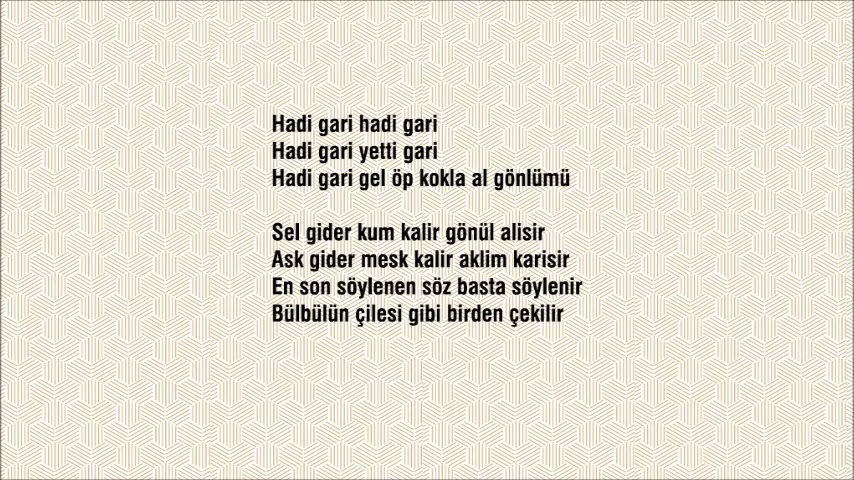 Hadi gari hadi gari
Hadi gari yetti gari
Hadi gari gel öp kokla al gönlümü
Sel gider kum kalir gönül alisir
Ask gider mesk kalir aklim karisir
En son söylenen söz basta söylenir
Bülbülün çilesi gibi birden çekilir